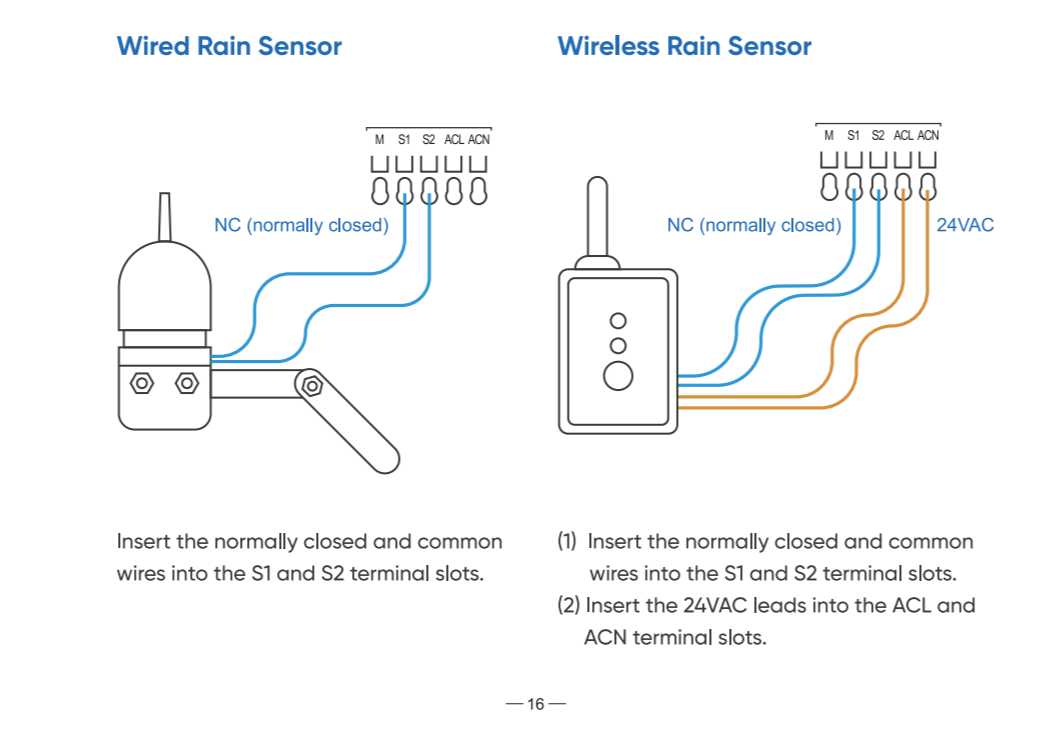 Wired Rain Sensor
M S1 S2 ACL ACN
NC (normally closed)
Insert the normally closed and common
wires into the S1 and S2 terminal slots.
Wireless Rain Sensor
M S1 S2 ACL ACN
NC (normally closed)
24VAC
(1) Insert the normally closed and common
wires into the S1 and S2 terminal slots.
(2) Insert the 24VAC leads into the ACL and
ACN terminal slots.
— 16 —